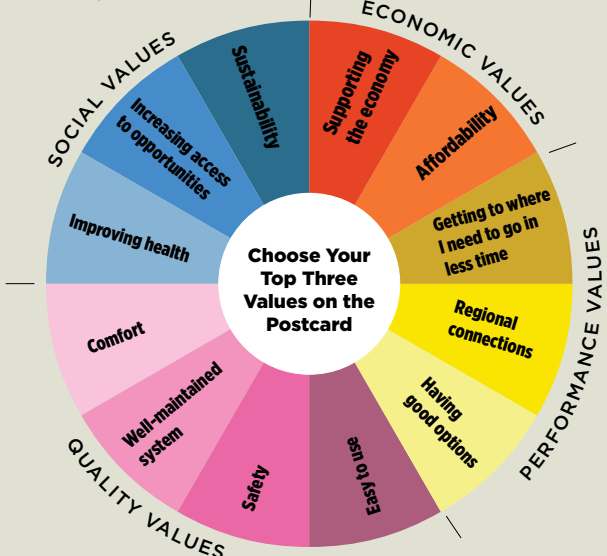 SOCIAL VALUES
ECONOMIC VALUES
PERFORMANCE VALUES
QUALITY VALUES
Sustainability
Supporting
the economy
Affordability
Getting to where
I need to go in
less time
Regional
connections
Having
good options
Easy to use
Safety
Well-maintained
system
Comfort
Improving health
Increasing access
to opportunities
Choose Your
Top Three
Values on the
Postcard